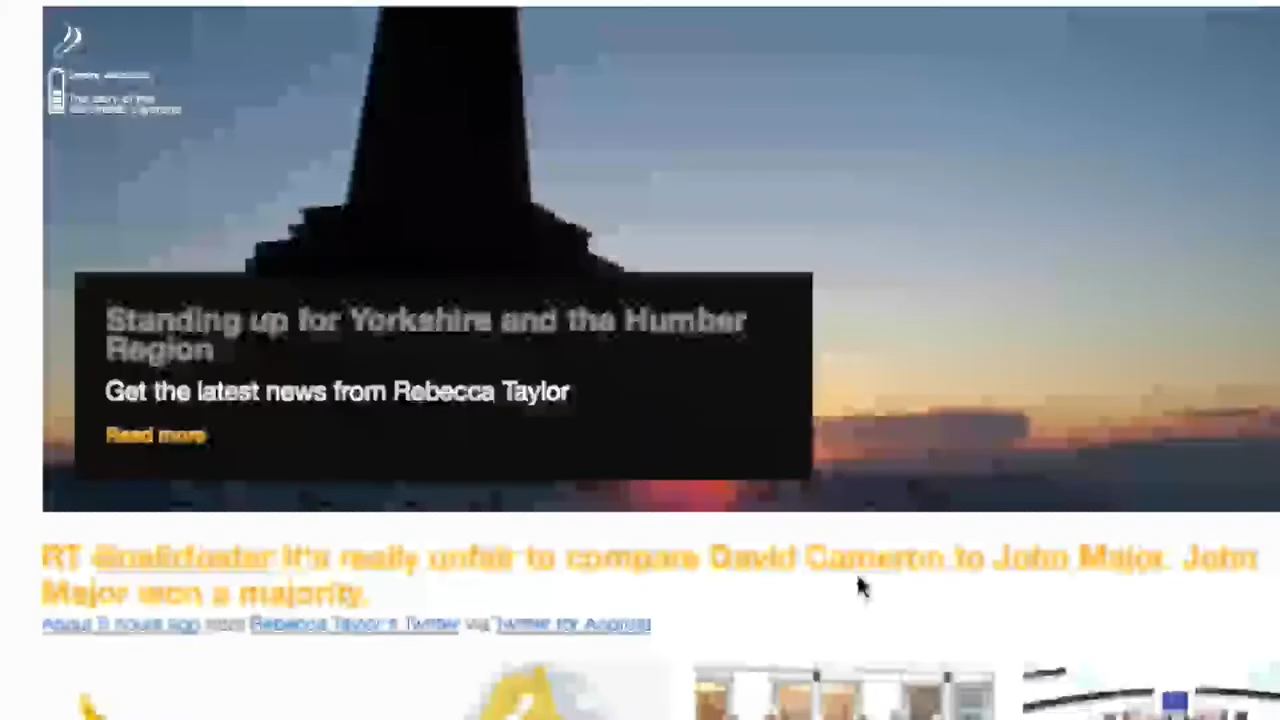 Standing up for Yorkshire and the Humber
Region
Get the latest news from Rebecca Taylor
Read more
RT It's really unfair to compare David Cameron to John Major. John
Major won a majority.
About 8 hours ago from Rebecca Taylor's Twitter via Twitter for Android